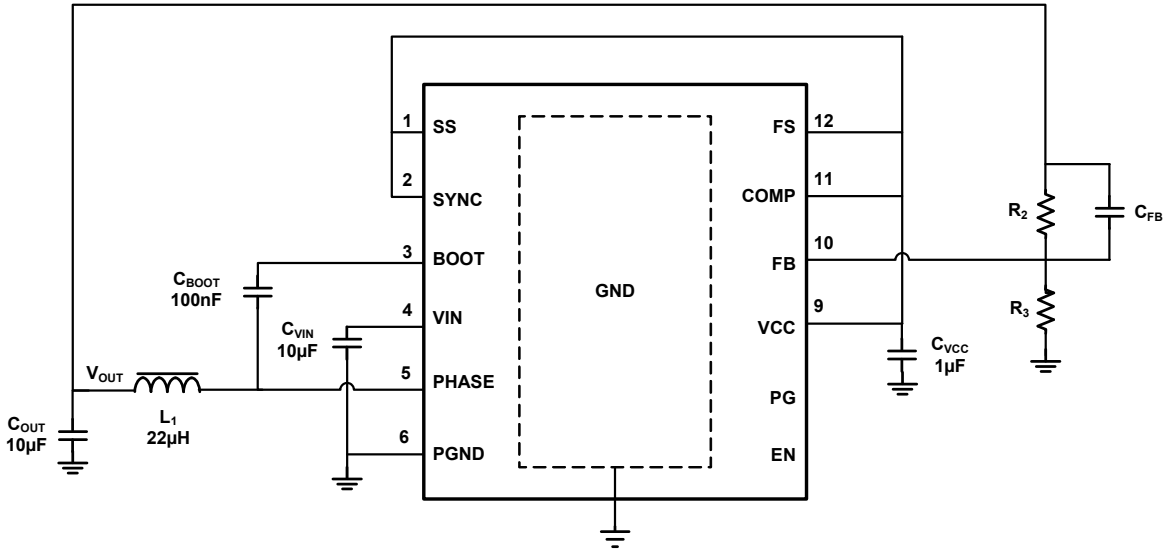 1
SS
FS
12
2
SYNC
COMP
11
R2
CFB
3
BOOT
FB
10
CBOOT
100nF
GND
4
VIN
VCC
9
R3
CVIN
10µF
CVCC
1µF
VOUT
5
PHASE
PG
L1
22µH
COUT
10µF
6
PGND
EN